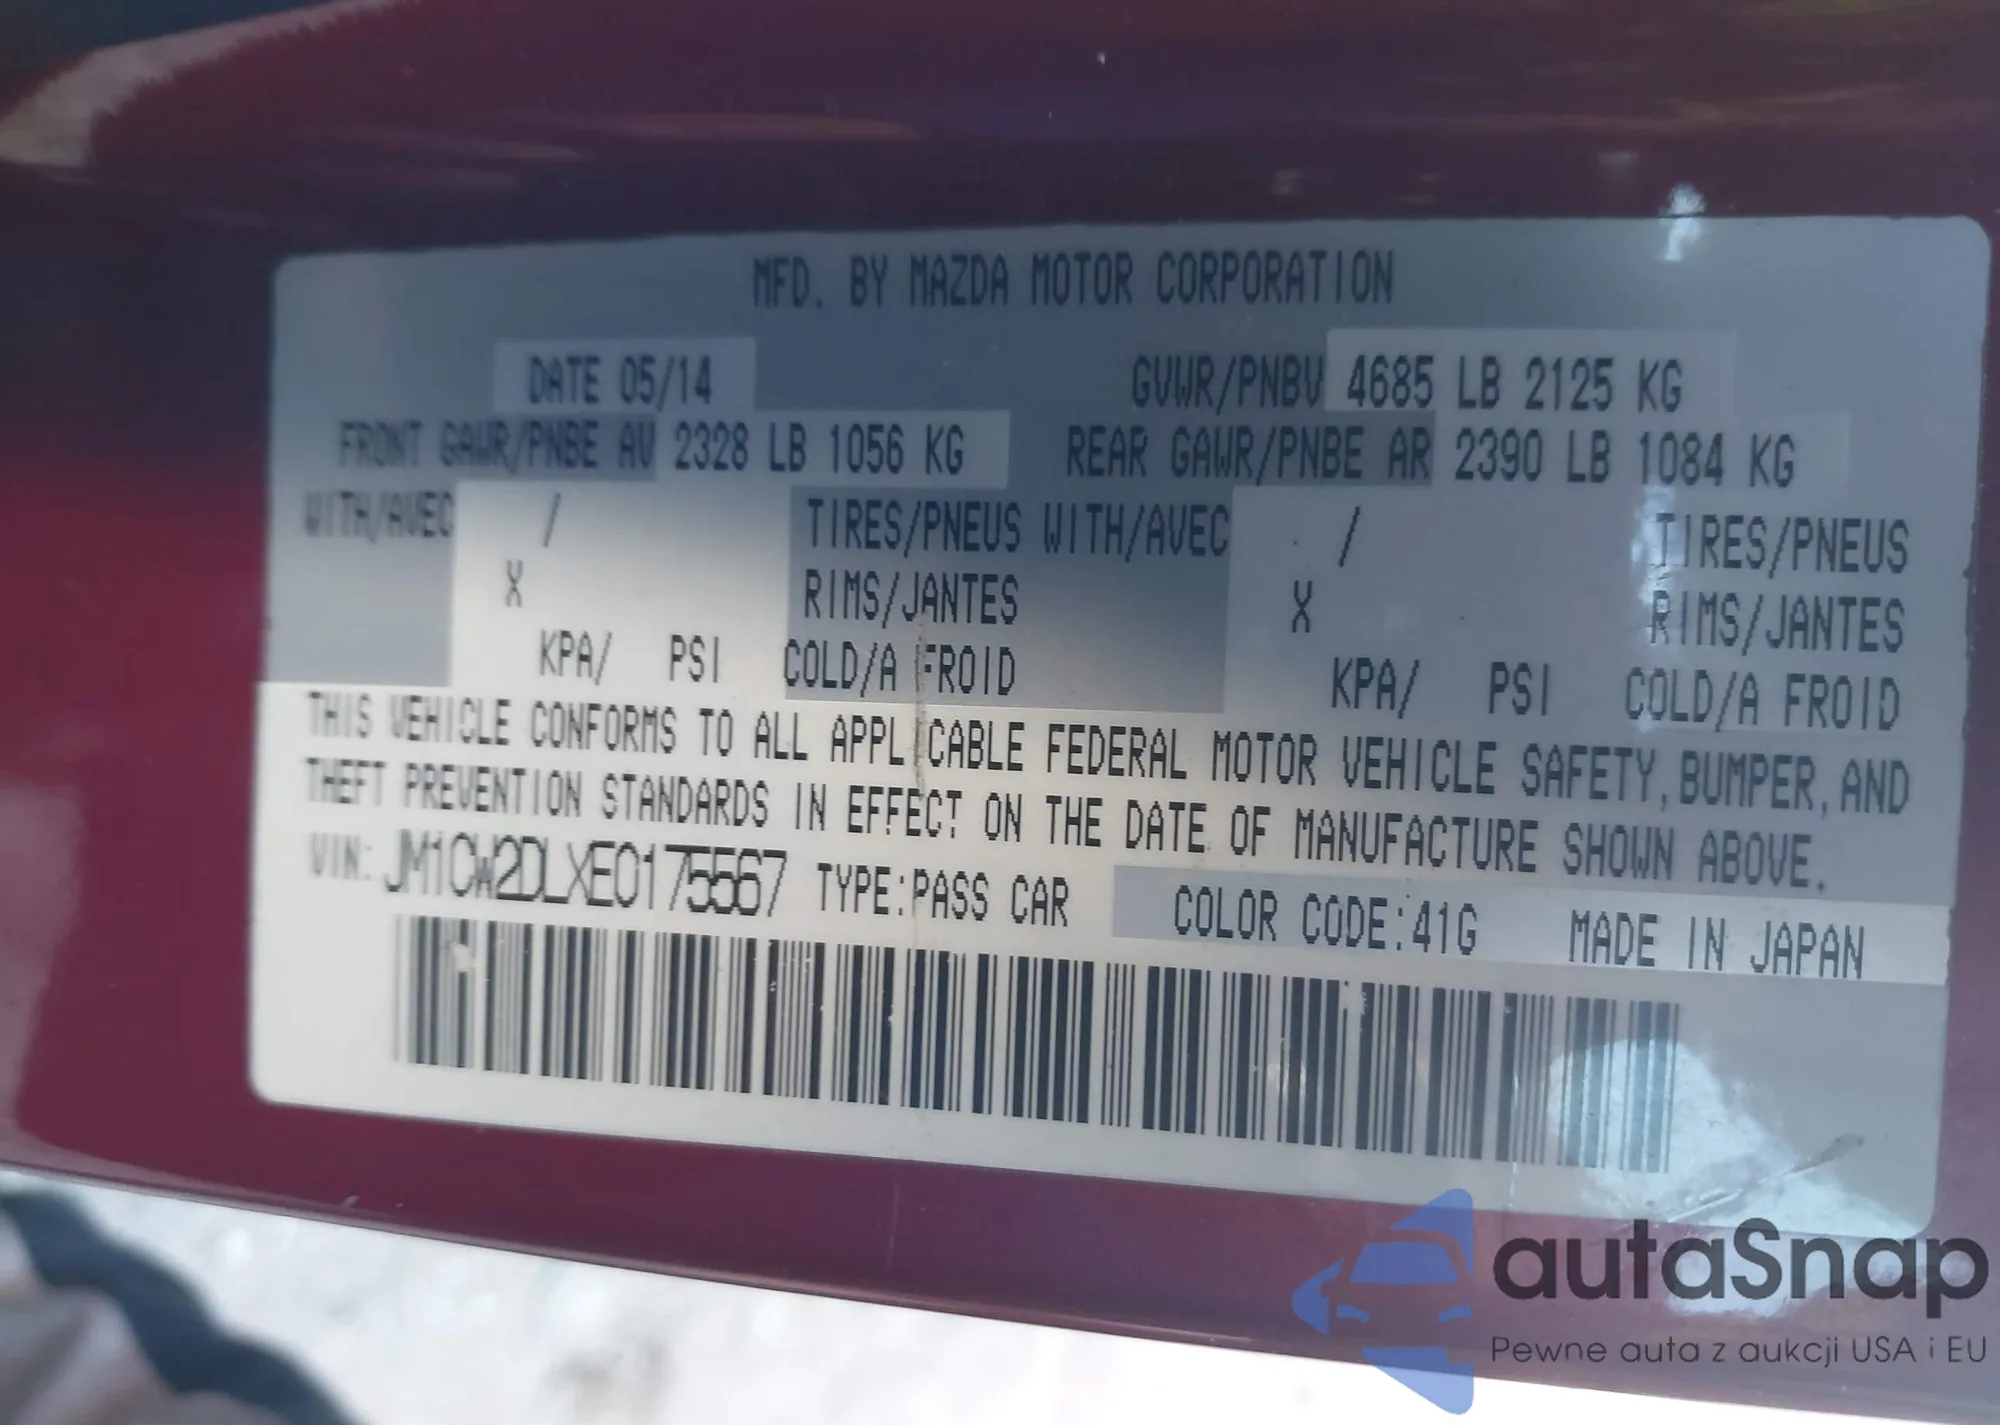 MFD. BY MAZDA MOTOR CORPORATION
DATE 05/14 GVWR/PNBV 4685 LB 2125 KG
FRONT GAWR/PNBE AV 2328 LB 1056 KG REAR GAWR/PNBE AR 2390 LB 1084 KG
WITH/AVEC / TIRES/PNEUS WITH/AVEC / TIRES/PNEUS
X RIMS/JANTES X RIMS/JANTES
KPA/ PSI COLD/A FROID KPA/ PSI COLD/A FROID
THIS VEHICLE CONFORMS TO ALL APPLICABLE FEDERAL MOTOR VEHICLE SAFETY, BUMPER, AND
THEFT PREVENTION STANDARDS IN EFFECT ON THE DATE OF MANUFACTURE SHOWN ABOVE.
VIN: JM1CW2DLXE0175567 TYPE:PASS CAR COLOR CODE:41G MADE IN JAPAN
autaSnap
Pewne auta z aukcji USA i EU